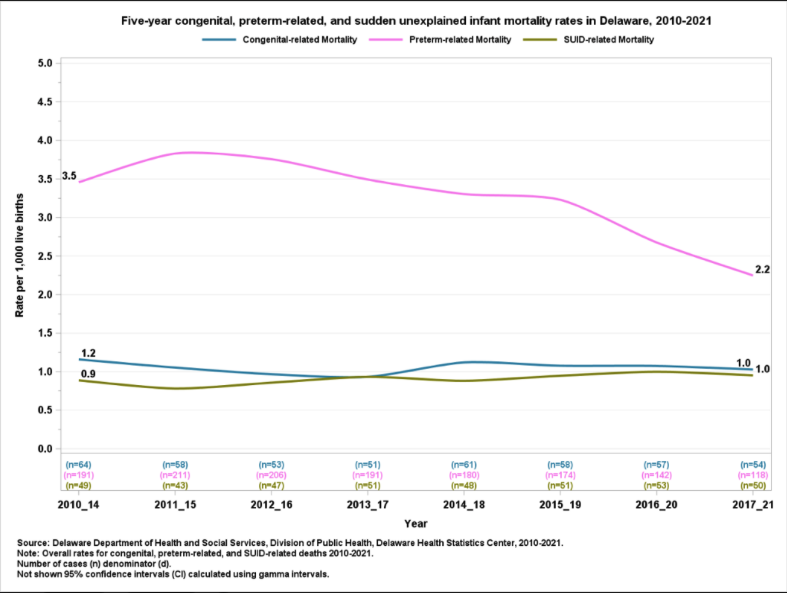 Five-year congenital, preterm-related, and sudden unexplained infant mortality rates in Delaware, 2010-2021
Congenital-related Mortality Preterm-related Mortality SUID-related Mortality
Rate per 1,000 live births
5.0
4.5
4.0
3.5
3.0
2.5
2.0
1.5
1.0
0.5
0.0
3.5
2.2
1.2
0.9
1.0
1.0
(n=64) (n=58) (n=53) (n=51) (n=61) (n=58) (n=57) (n=54)
(n=191) (n=211) (n=206) (n=191) (n=180) (n=174) (n=142) (n=118)
(n=49) (n=43) (n=47) (n=51) (n=48) (n=51) (n=53) (n=50)
2010_14 2011_15 2012_16 2013_17 2014_18 2015_19 2016_20 2017_21
Year
Source: Delaware Department of Health and Social Services, Division of Public Health, Delaware Health Statistics Center, 2010-2021.
Note: Overall rates for congenital, preterm-related, and SUID-related deaths 2010-2021.
Number of cases (n) denominator (d).
Not shown 95% confidence intervals (CI) calculated using gamma intervals.